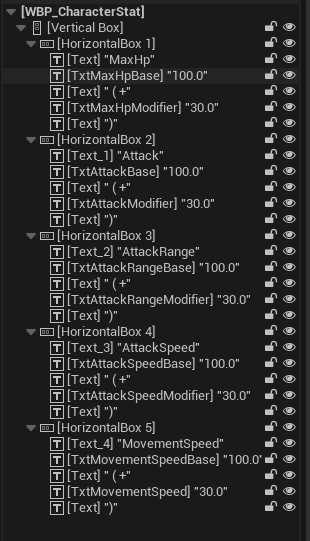 [WBP_CharacterStat]
[Vertical Box]
[HorizontalBox 1]
[Text] "MaxHp"
[TxtMaxHpBase] "100.0"
[Text] " (+"
[TxtMaxHpModifier] "30.0"
[Text] ")"
[HorizontalBox 2]
[Text_1] "Attack"
[TxtAttackBase] "100.0"
[Text] " (+"
[TxtAttackModifier] "30.0"
[Text] ")"
[HorizontalBox 3]
[Text_2] "AttackRange"
[TxtAttackRangeBase] "100.0"
[Text] " (+"
[TxtAttackRangeModifier] "30.0"
[Text] ")"
[HorizontalBox 4]
[Text_3] "AttackSpeed"
[TxtAttackSpeedBase] "100.0"
[Text] " (+"
[TxtAttackSpeedModifier] "30.0"
[Text] ")"
[HorizontalBox 5]
[Text_4] "MovementSpeed"
[TxtMovementSpeedBase] "100.0"
[Text] " (+"
[TxtMovementSpeed] "30.0"
[Text] ")"